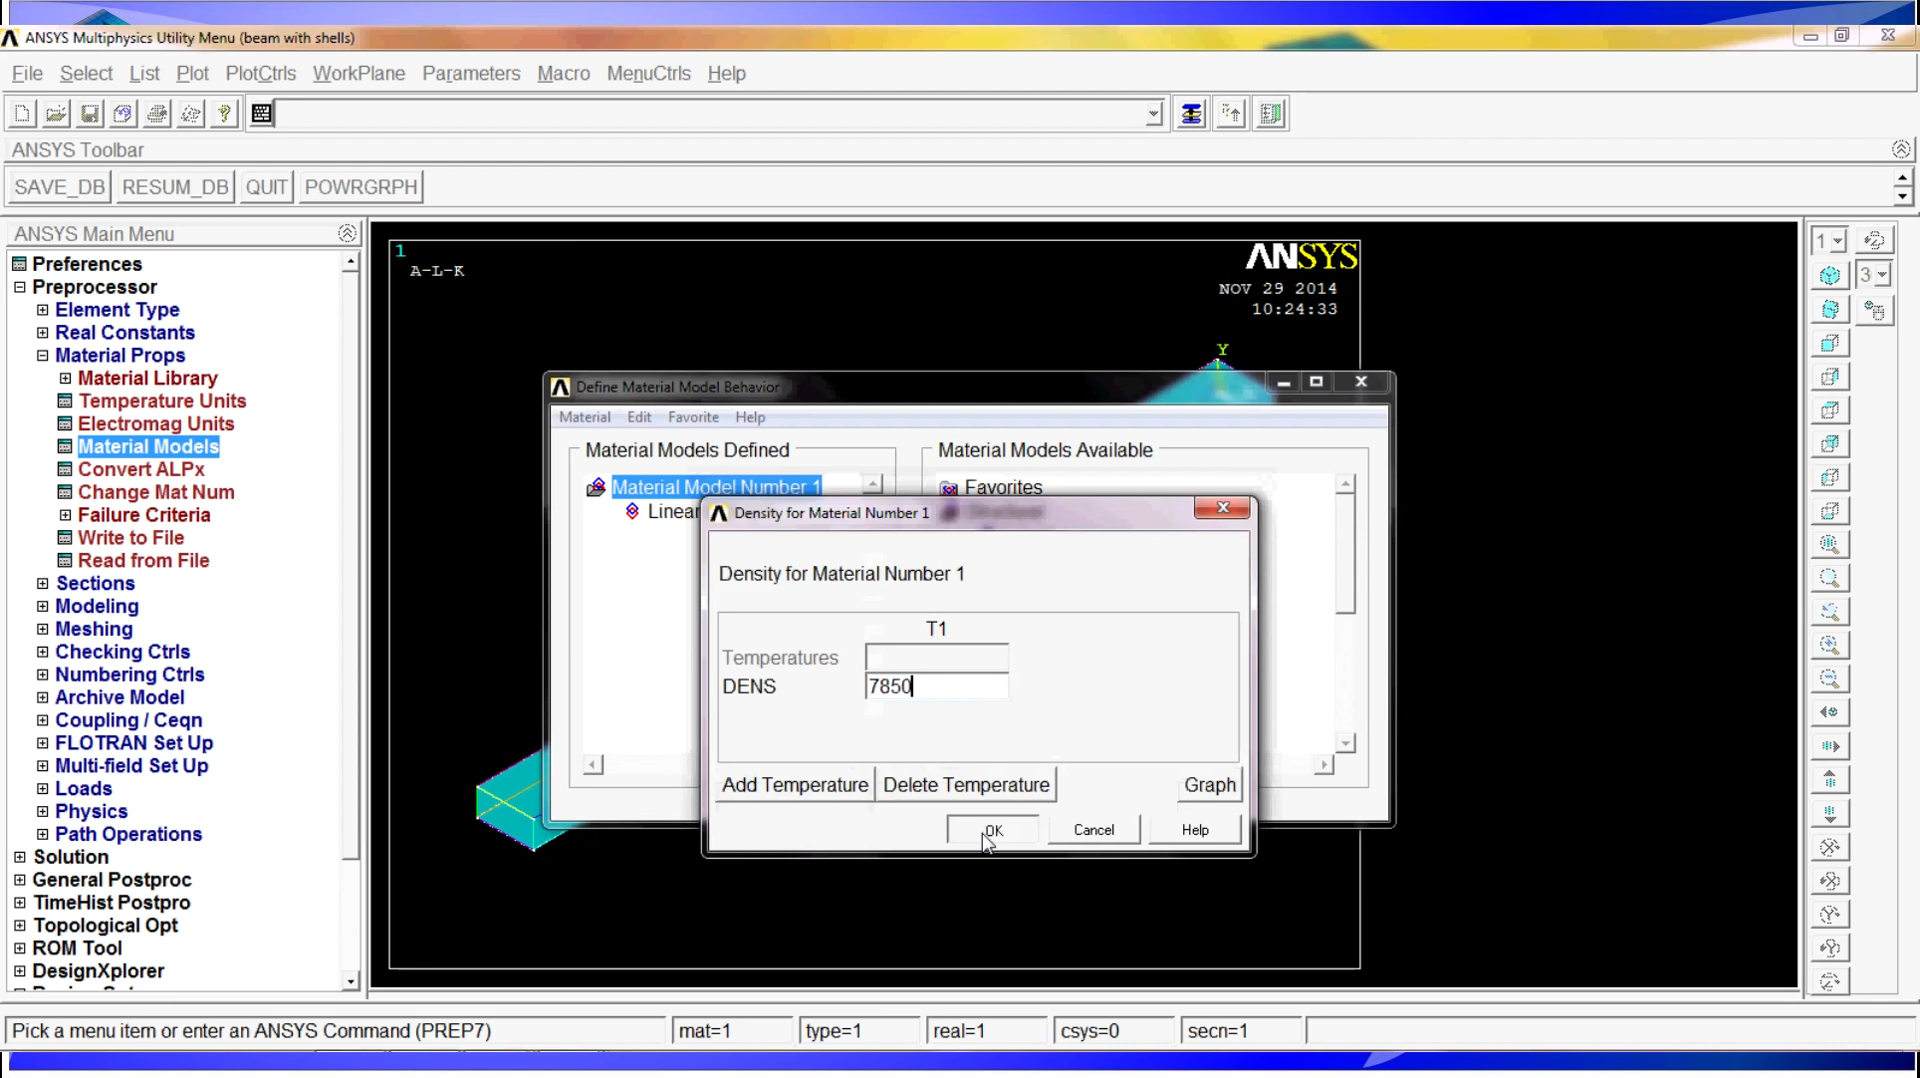 ANSYS Multiphysics Utility Menu (beam with shells)
File Select List Plot PlotCtrls WorkPlane Parameters Macro MenuCtrls Help
ANSYS Toolbar
SAVE_DB RESUM_DB QUIT POWRGRPH
ANSYS Main Menu
Preferences
Preprocessor
Element Type
Real Constants
Material Props
Material Library
Temperature Units
Electromag Units
Material Models
Convert ALPx
Change Mat Num
Failure Criteria
Write to File
Read from File
Sections
Modeling
Meshing
Checking Ctrls
Numbering Ctrls
Archive Model
Coupling / Ceqn
FLOTRAN Set Up
Multi-field Set Up
Loads
Physics
Path Operations
Solution
General Postproc
TimeHist Postpro
Topological Opt
ROM Tool
DesignXplorer
1
A-L-K
ANSYS
NOV 29 2014
10:24:33
Y
Define Material Model Behavior
Material Edit Favorite Help
Material Models Defined
Material Models Available
Material Model Number 1
Linear
Favorites
Structural
Density for Material Number 1
Density for Material Number 1
T1
Temperatures
DENS 7850
Add Temperature Delete Temperature Graph
OK Cancel Help
1
3
Pick a menu item or enter an ANSYS Command (PREP7) mat=1 type=1 real=1 csys=0 secn=1